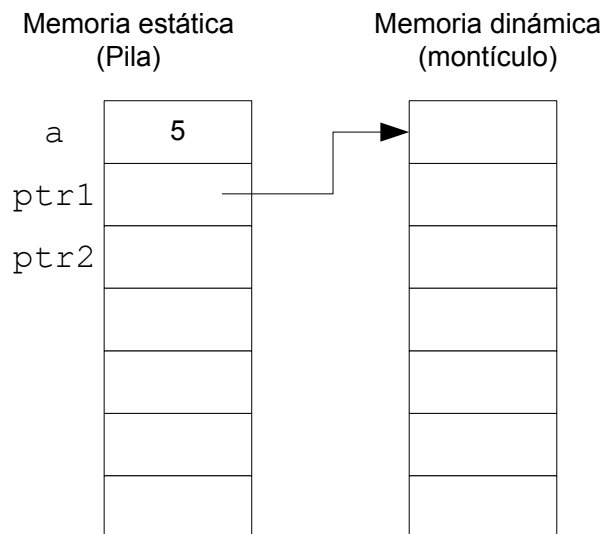 Memoria estática
(Pila)
Memoria dinámica
(montículo)
a
5
ptr1
ptr2